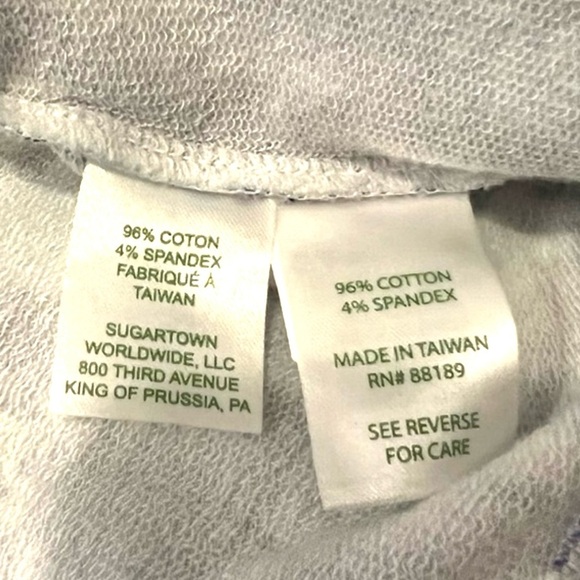 96% COTON
4% SPANDEX
FABRIQUÉ À
TAIWAN
SUGARTOWN
WORLDWIDE, LLC
800 THIRD AVENUE
KING OF PRUSSIA, PA
96% COTTON
4% SPANDEX
MADE IN TAIWAN
RN# 88189
SEE REVERSE
FOR CARE